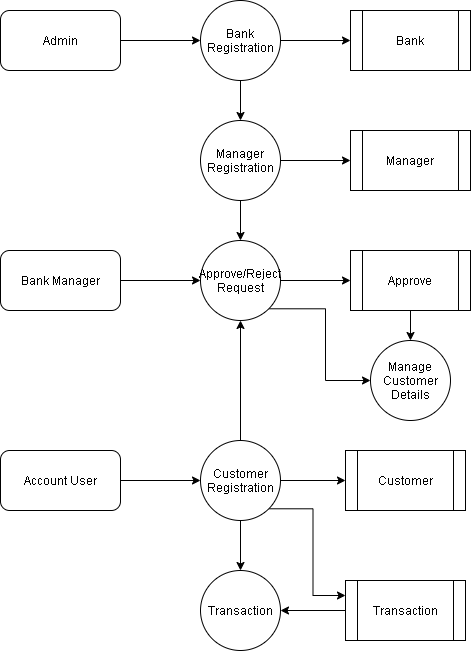 Admin
Bank
Registration
Bank
Manager
Registration
Manager
Bank Manager
Approve/Reject
Request
Approve
Manage
Customer
Details
Account User
Customer
Registration
Customer
Transaction
Transaction